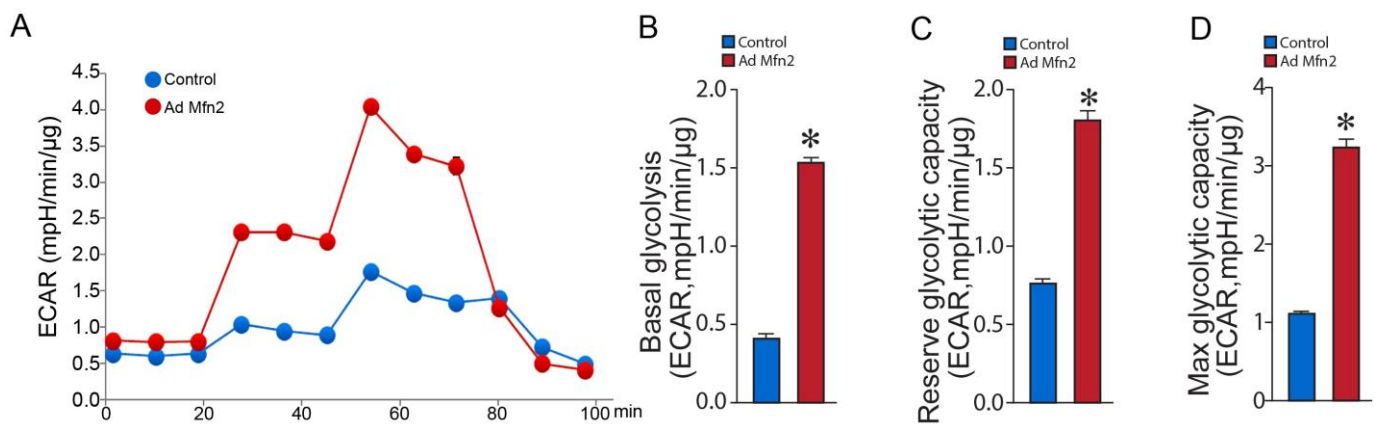 A
ECAR (mpH/min/µg)
4.5
4.0
3.5
3.0
2.5
2.0
1.5
1.0
0.5
0.0
0
20
40
60
80
100
min
Control
Ad Mfn2
B
Control
Ad Mfn2
Basal glycolysis
(ECAR,mpH/min/µg)
2.0
1.5
1.0
0.5
0.0
*
C
Control
Ad Mfn2
Reserve glycolytic capacity
(ECAR,mpH/min/µg)
2.0
1.5
1.0
0.5
0.0
*
D
Control
Ad Mfn2
Max glycolytic capacity
(ECAR,mpH/min/µg)
4
3
2
1
0
*